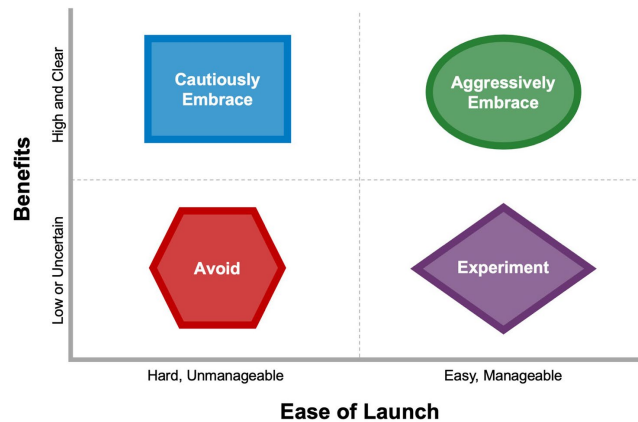 Benefits
High and Clear
Cautiously
Embrace
Aggressively
Embrace
Low or Uncertain
Avoid
Experiment
Hard, Unmanageable
Easy, Manageable
Ease of Launch